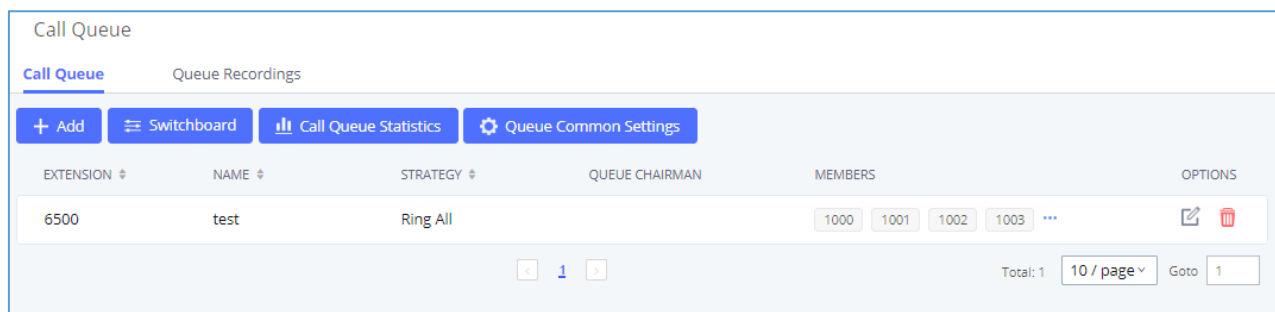 Call Queue
Call Queue Queue Recordings
+ Add Switchboard Call Queue Statistics Queue Common Settings
EXTENSION NAME STRATEGY QUEUE CHAIRMAN MEMBERS OPTIONS
6500 test Ring All 1000 1001 1002 1003 ...
< 1 > Total: 1 10 / page Goto 1